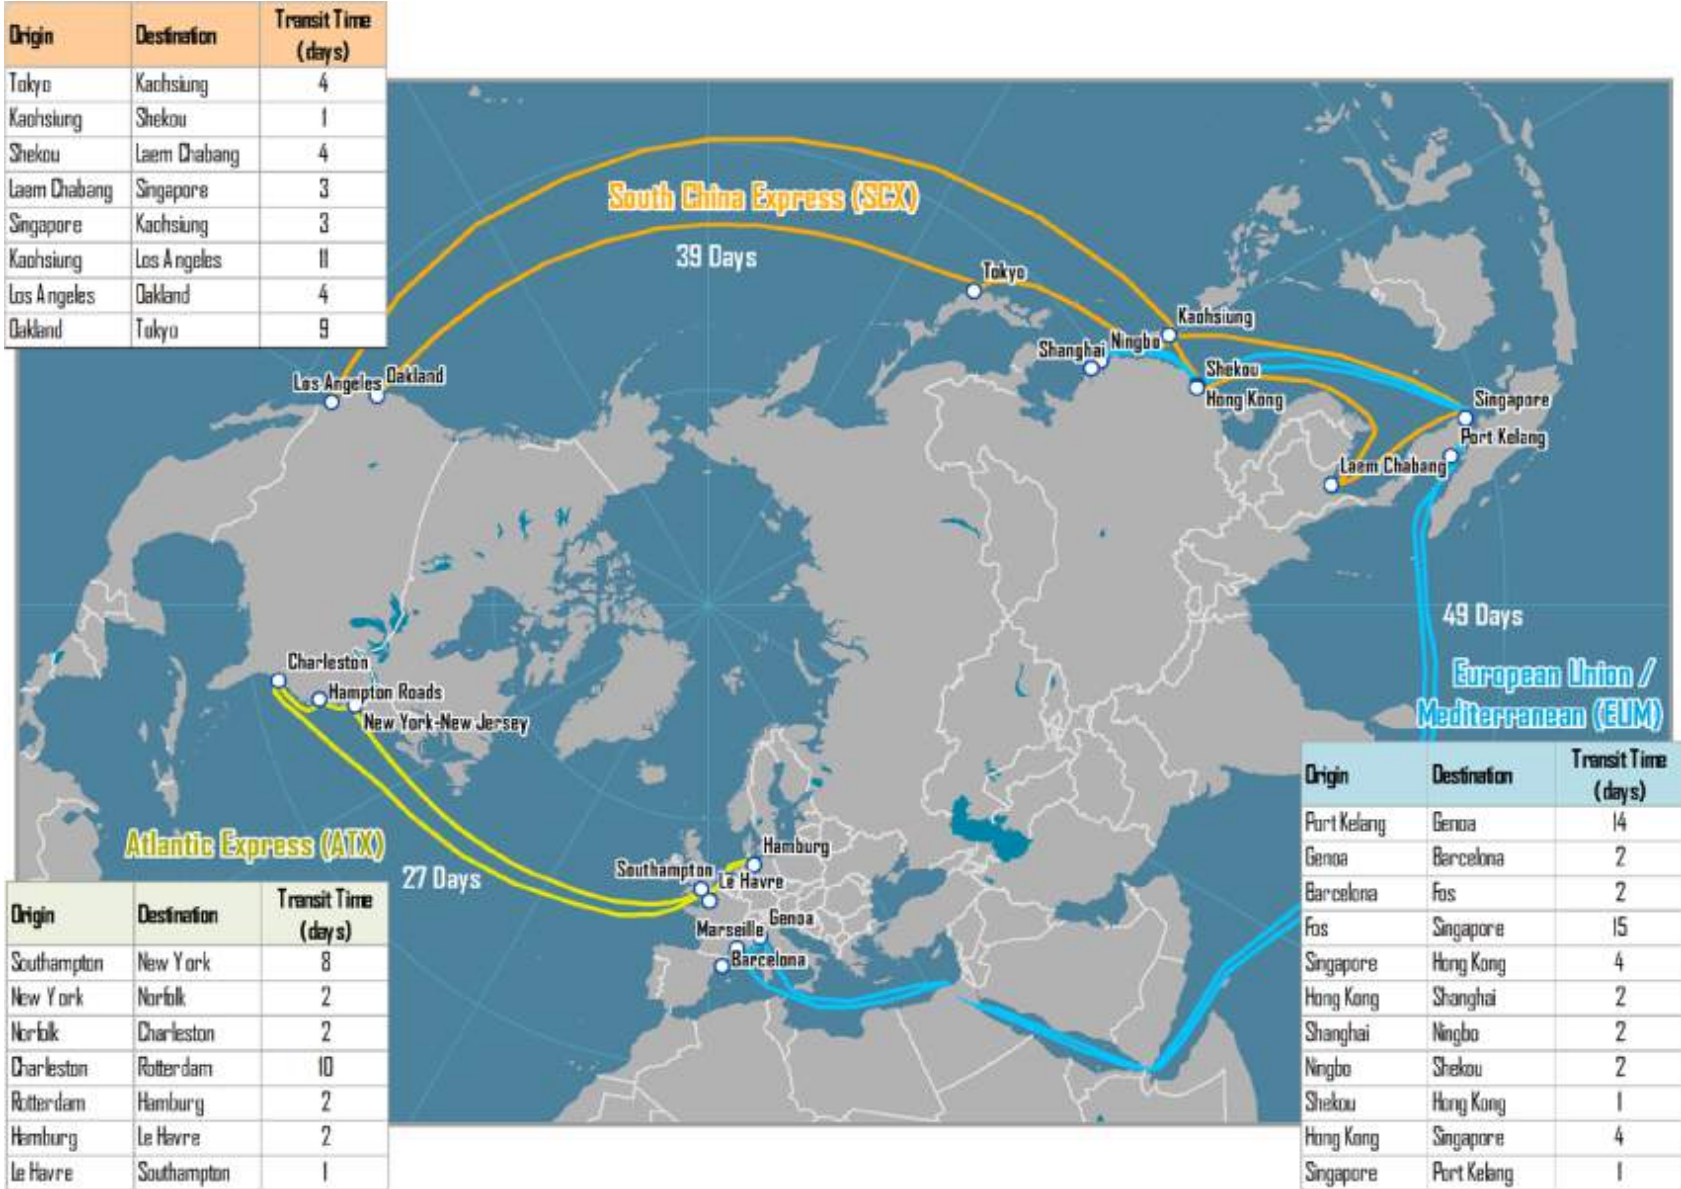 Origin Destination Transit Time (days)
Tokyo Kaohsiung 4
Kaohsiung Shekou 1
Shekou Laem Chabang 4
Laem Chabang Singapore 3
Singapore Kaohsiung 3
Kaohsiung Los Angeles 11
Los Angeles Oakland 4
Oakland Tokyo 9
South China Express (SCX)
39 Days
Tokyo
Kaohsiung
Ningbo
Shanghai
Shekou
Hong Kong
Los Angeles
Oakland
Singapore
Port Kelang
Laem Chabang
49 Days
European Union /
Mediterranean (EUM)
Charleston
Hampton Roads
New York-New Jersey
Atlantic Express (ATX)
27 Days
Hamburg
Southampton
Le Havre
Genoa
Marseille
Barcelona
Origin Destination Transit Time (days)
Port Kelang Genoa 14
Genoa Barcelona 2
Barcelona Fos 2
Fos Singapore 15
Singapore Hong Kong 4
Hong Kong Shanghai 2
Shanghai Ningbo 2
Ningbo Shekou 2
Shekou Hong Kong 1
Hong Kong Singapore 4
Singapore Port Kelang 1
Origin Destination Transit Time (days)
Southampton New York 8
New York Norfolk 2
Norfolk Charleston 2
Charleston Rotterdam 10
Rotterdam Hamburg 2
Hamburg Le Havre 2
Le Havre Southampton 1